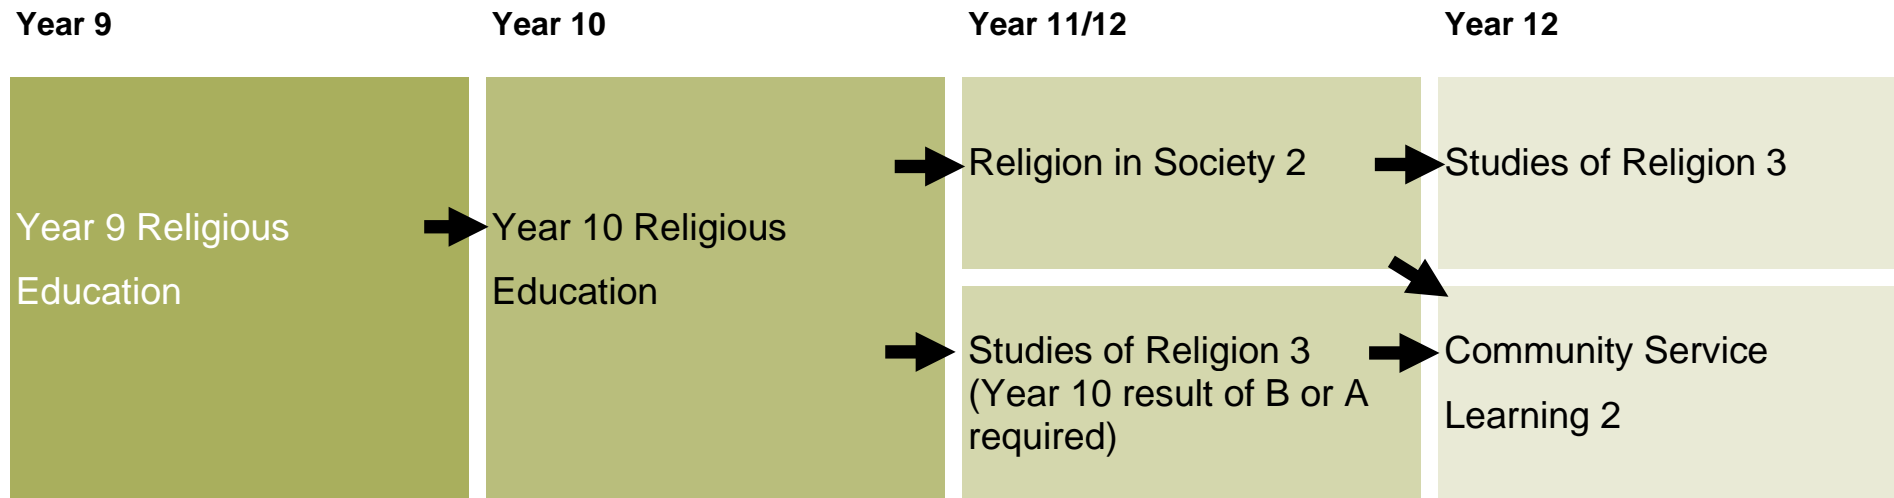 Year 9
Year 10
Year 11/12
Year 12
Year 9 Religious
Education
Year 10 Religious
Education
Religion in Society 2
Studies of Religion 3
(Year 10 result of B or A
required)
Studies of Religion 3
Community Service
Learning 2